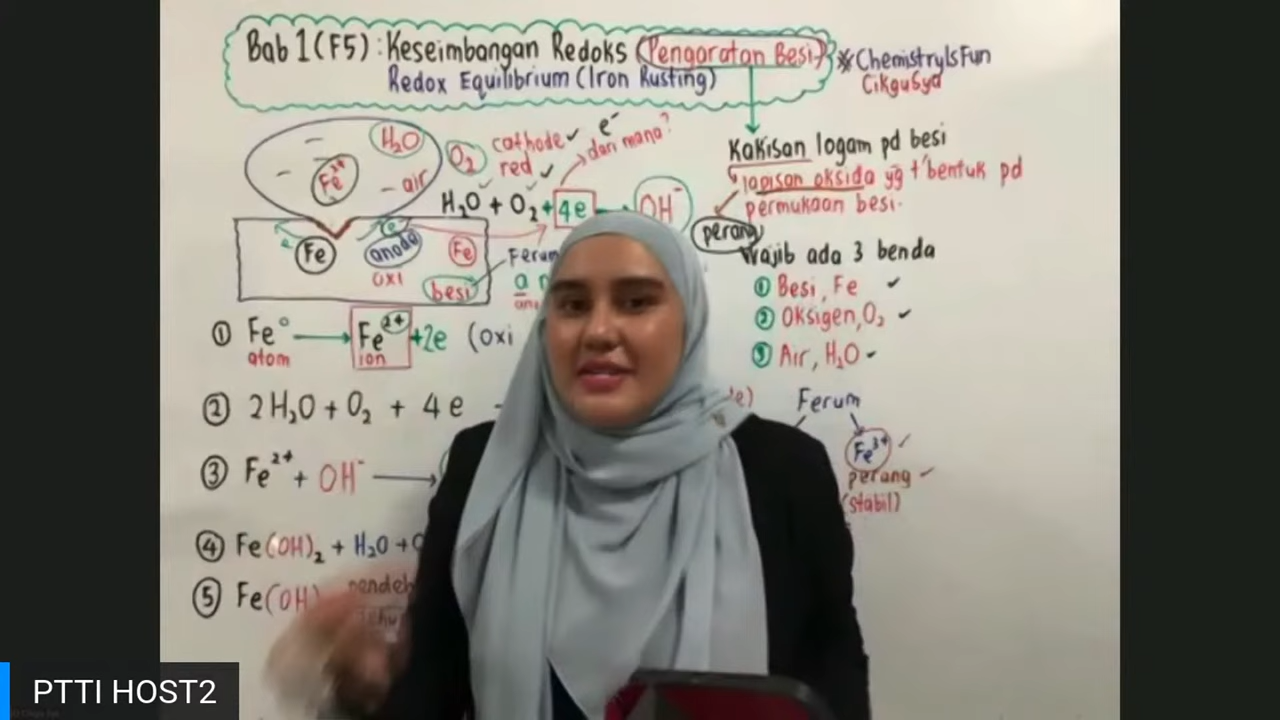 Bab 1 (F5) : Keseimbangan Redoks (Pengaratan Besi)
Redox Equilibrium (Iron Rusting)
*ChemistryIsFun
CikguSya
H₂O
Fe²⁺
- air
O₂
cathode ✓
red ✓
e⁻
dari mana?
H₂O + O₂ + 4e → OH⁻
Fe
e
anoda
oxi
Fe
besi
Kakisan logam pd besi
lapisan oksida yg t'bentuk pd
permukaan besi.
perang
Wajib ada 3 benda
① Besi, Fe ✓
② Oksigen, O₂ ✓
③ Air, H₂O ✓
① Fe⁰ → Fe²⁺ + 2e (oxi
atom ion
② 2H₂O + O₂ + 4e
③ Fe²⁺ + OH⁻ →
④ Fe(OH)₂ + H₂O +
⑤ Fe(OH)
Ferum
Fe³⁺ ✓
perang ✓
(stabil)
PTTI HOST2